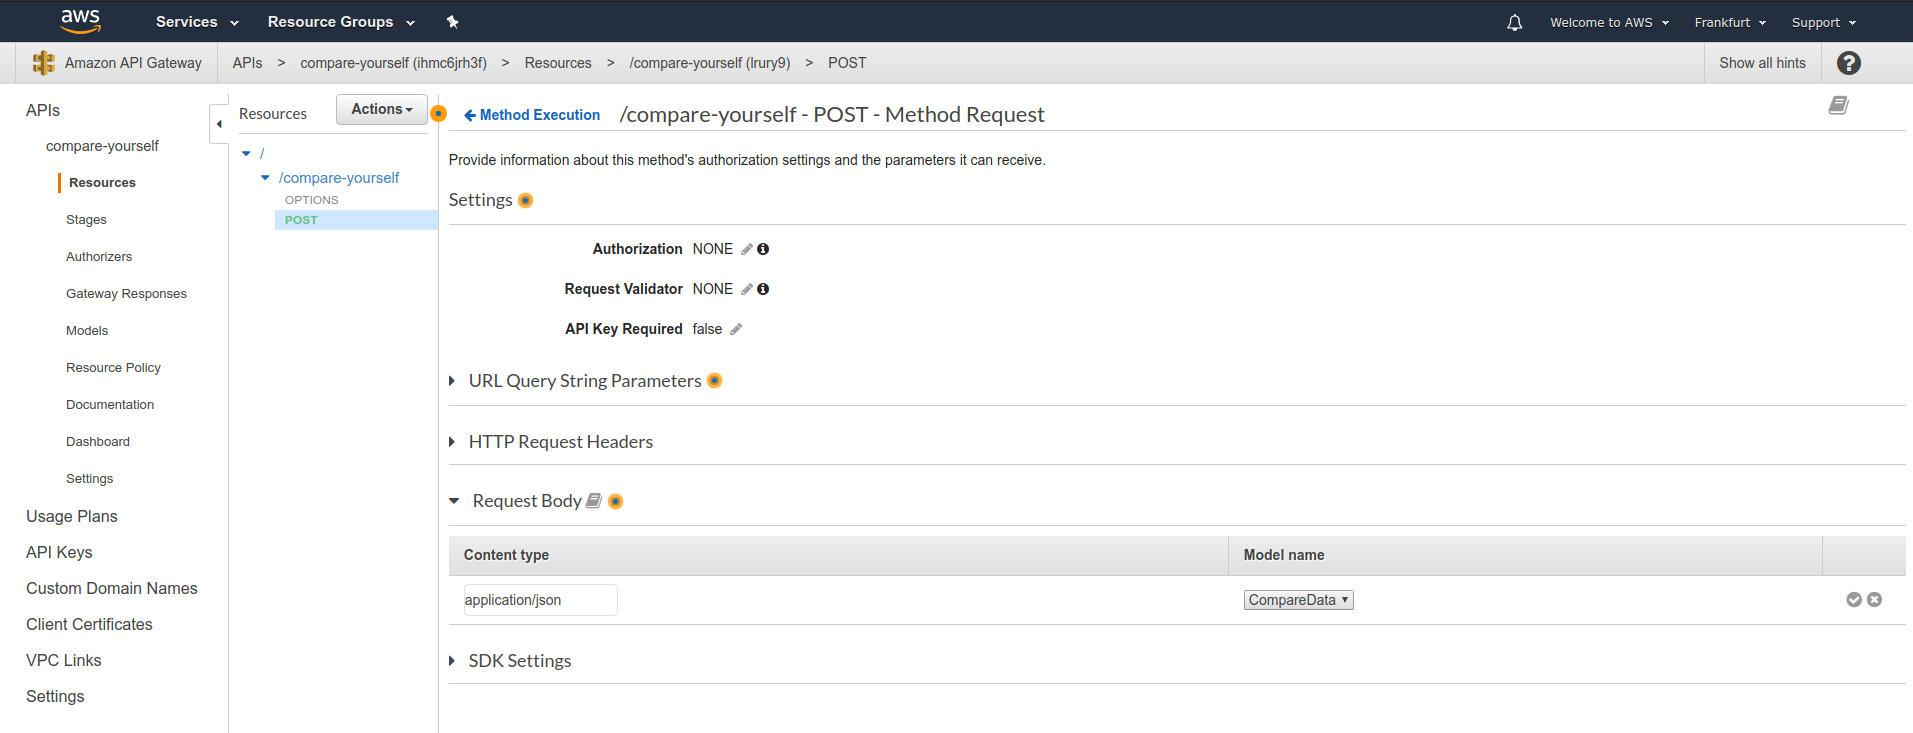 aws Services Resource Groups Welcome to AWS Frankfurt Support
Amazon API Gateway APIs > compare-yourself (ihmc6jrh3f) > Resources > /compare-yourself (lrury9) > POST Show all hints ?
APIs
compare-yourself
Resources
Stages
Authorizers
Gateway Responses
Models
Resource Policy
Documentation
Dashboard
Settings
Usage Plans
API Keys
Custom Domain Names
Client Certificates
VPC Links
Settings
Resources Actions
/
/compare-yourself
OPTIONS
POST
Method Execution /compare-yourself - POST - Method Request
Provide information about this method's authorization settings and the parameters it can receive.
Settings
Authorization NONE
Request Validator NONE
API Key Required false
URL Query String Parameters
HTTP Request Headers
Request Body
Content type Model name
application/json CompareData
SDK Settings